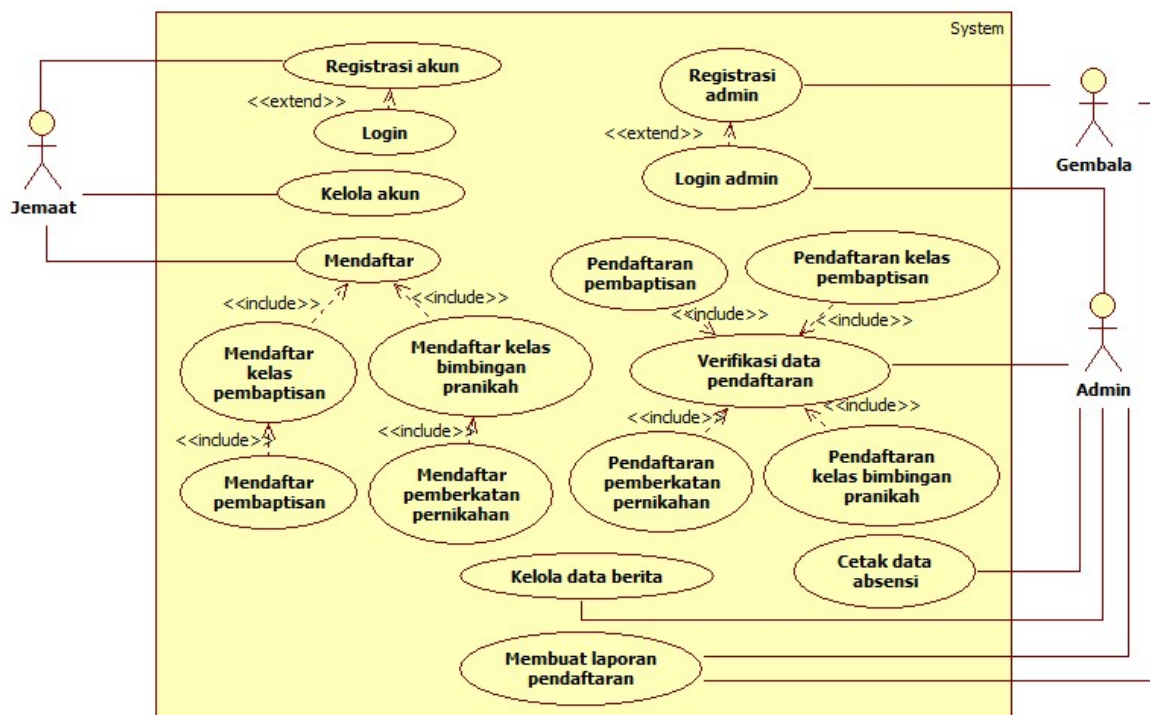 System
Registrasi akun
<<extend>>
Login
Kelola akun
Mendaftar
<<include>>
<<include>>
Mendaftar
kelas
pembaptisan
Mendaftar kelas
bimbingan
pranikah
<<include>>
<<include>>
Mendaftar
pembaptisan
Mendaftar
pemberkatan
pernikahan
Jemaat
Registrasi
admin
<<extend>>
Login admin
Gembala
Pendaftaran
pembaptisan
Pendaftaran kelas
pembaptisan
<<include>>
<<include>>
Verifikasi data
pendaftaran
Admin
<<include>>
<<include>>
Pendaftaran
pemberkatan
pernikahan
Pendaftaran
kelas bimbingan
pranikah
Cetak data
absensi
Kelola data berita
Membuat laporan
pendaftaran